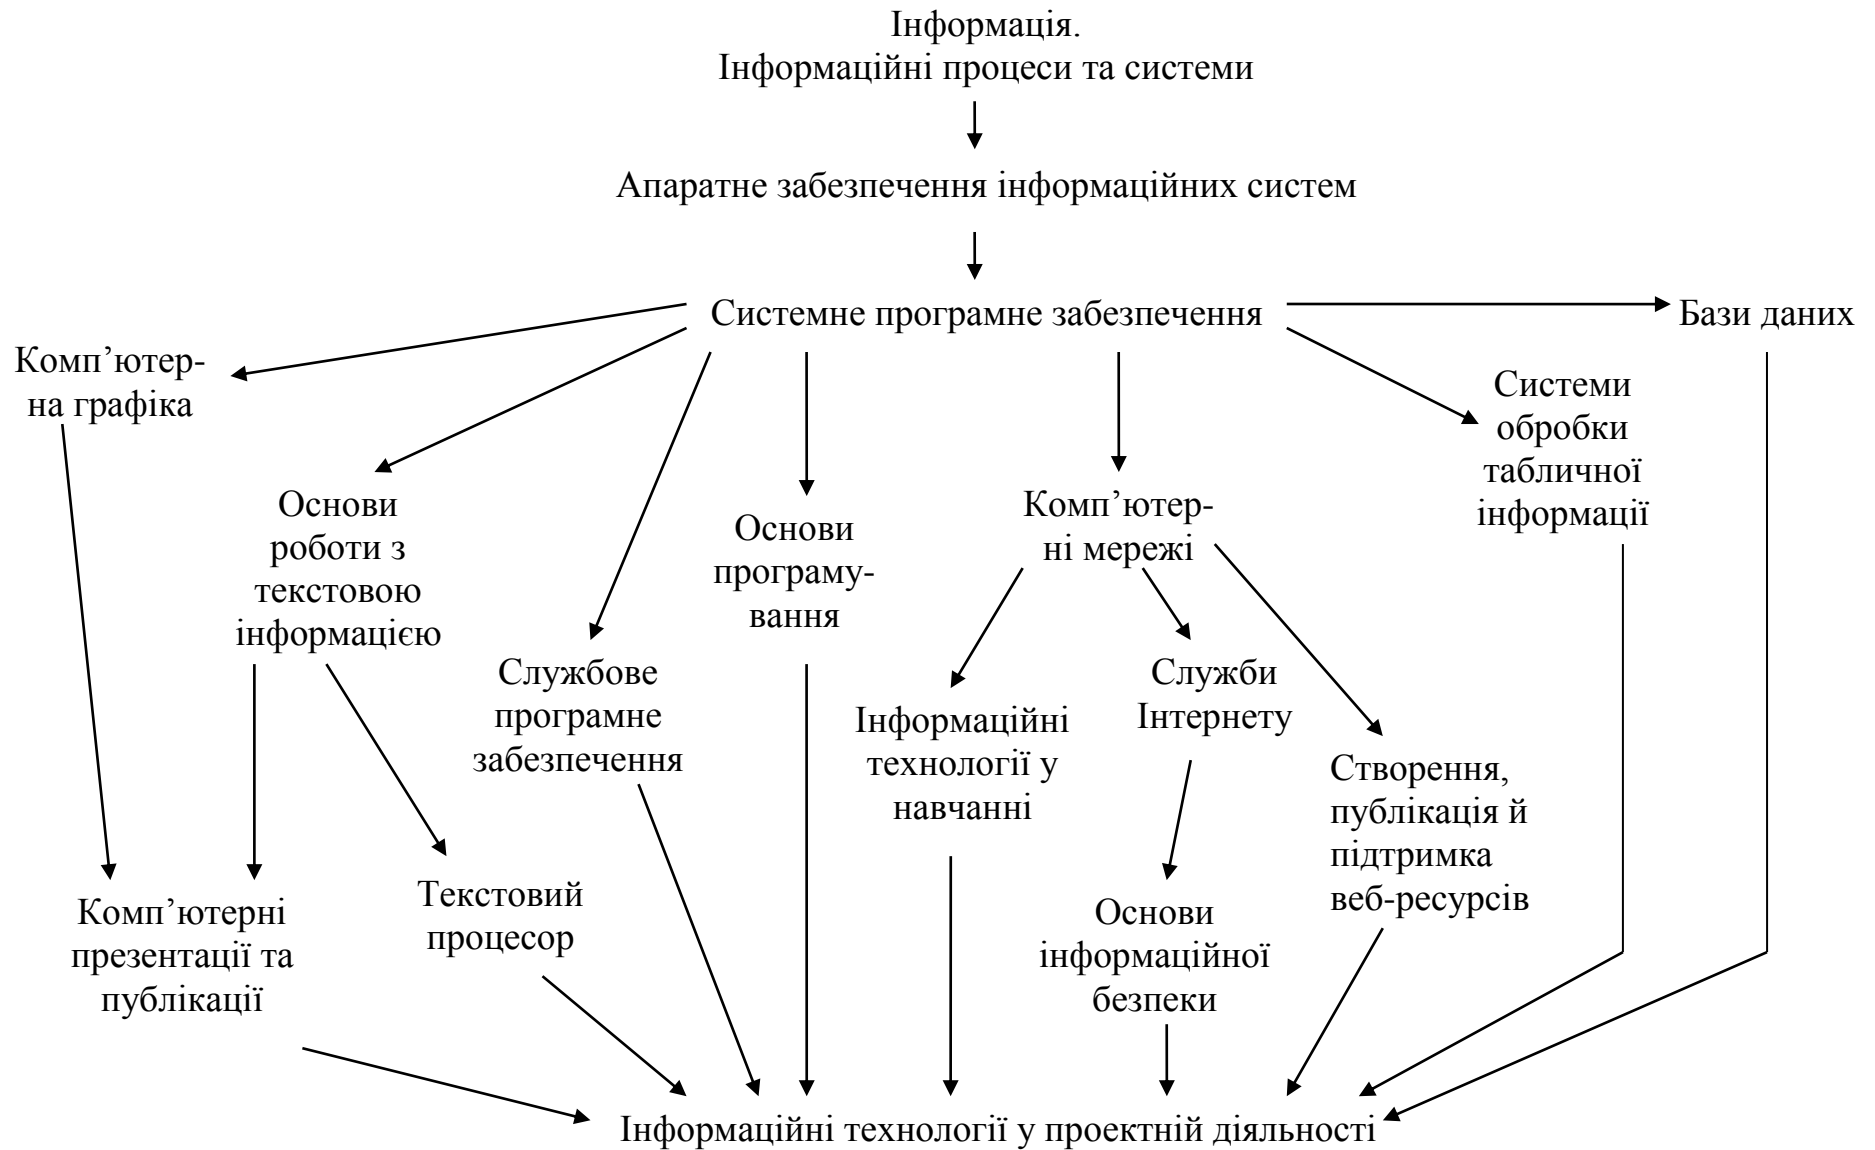 Інформація.
Інформаційні процеси та системи
Апаратне забезпечення інформаційних систем
Системне програмне забезпечення
Бази даних
Комп’ютер-
на графіка
Системи
обробки
табличної
інформації
Основи
роботи з
текстовою
інформацією
Основи
програму-
вання
Комп’ютер-
ні мережі
Службове
програмне
забезпечення
Інформаційні
технології у
навчанні
Служби
Інтернету
Створення,
публікація й
підтримка
веб-ресурсів
Комп’ютерні
презентації та
публікації
Текстовий
процесор
Основи
інформаційної
безпеки
Інформаційні технології у проектній діяльності